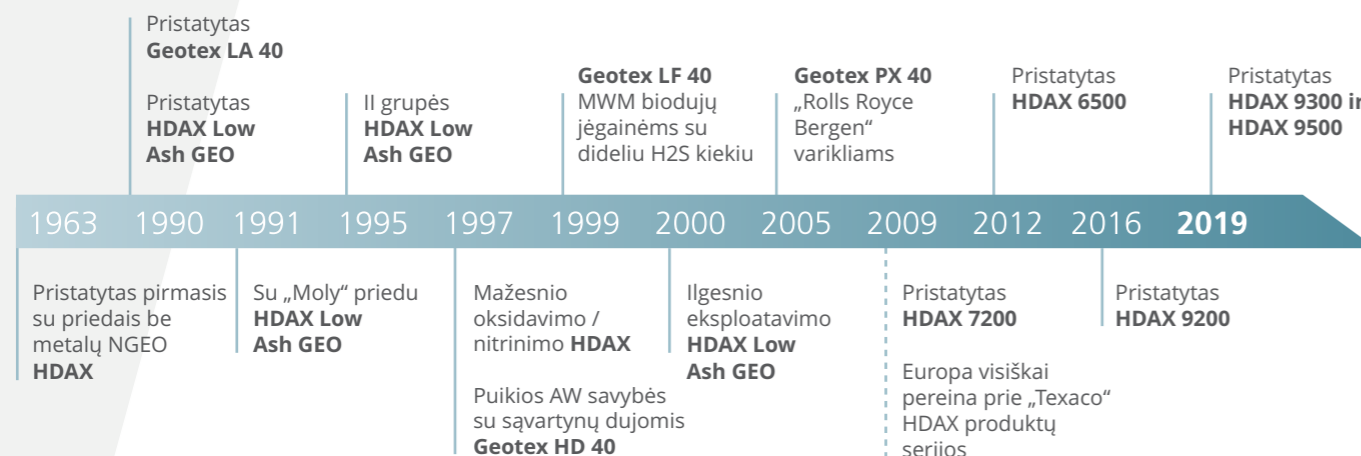 Pristatytas
Geotex LA 40
Pristatytas
HDAX Low
Ash GEO
II grupės
HDAX Low
Ash GEO
Geotex LF 40
MWM biodujų
jėgainėms su
dideliu H2S kiekiu
Geotex PX 40
„Rolls Royce
Bergen“
varikliams
Pristatytas
HDAX 6500
Pristatytas
HDAX 9300 ir
HDAX 9500
1963 1990 1991 1995 1997 1999 2000 2005 2009 2012 2016 2019
Pristatytas pirmasis
su priedais be
metalų NGEO
HDAX
Su „Moly“ priedu
HDAX Low
Ash GEO
Mažesnio
oksidavimo /
nitrinimo HDAX
Puikios AW savybės
su sąvartynų dujomis
Geotex HD 40
Ilgesnio
eksploatavimo
HDAX Low
Ash GEO
Pristatytas
HDAX 7200
Europa visiškai
pereina prie „Texaco“
HDAX produktų
serijos
Pristatytas
HDAX 9200